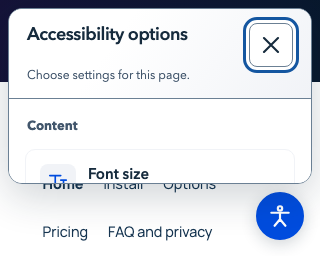 Accessibility options
Choose settings for this page.
Content
Font size
Home Install Options
Pricing FAQ and privacy